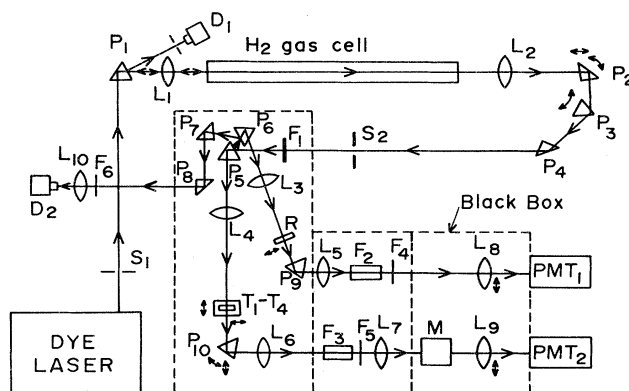 D1
P1
H2 gas cell
L1
L2
P2
P3
P4
P7
P6
F1
S2
L10
F6
P8
P5
L3
D2
L4
Black Box
R
S1
L5
F2
F4
L8
P9
PMT1
T1-T4
DYE
LASER
P10
L6
F3
F5
L7
M
L9
PMT2